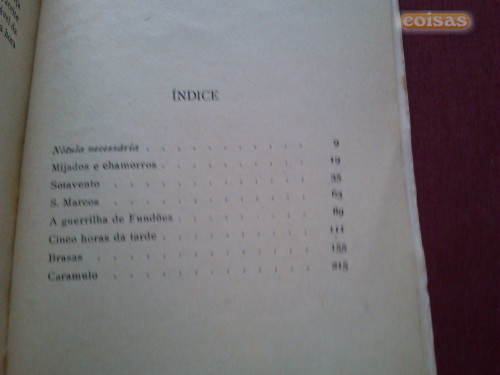 coisas
ÍNDICE
Nótula necessária 9
Mijados e chamorros 19
Sotavento 35
S. Marcos 63
A guerrilha de Fundões 89
Cinco horas da tarde 111
Brasas 155
Caramulo 215